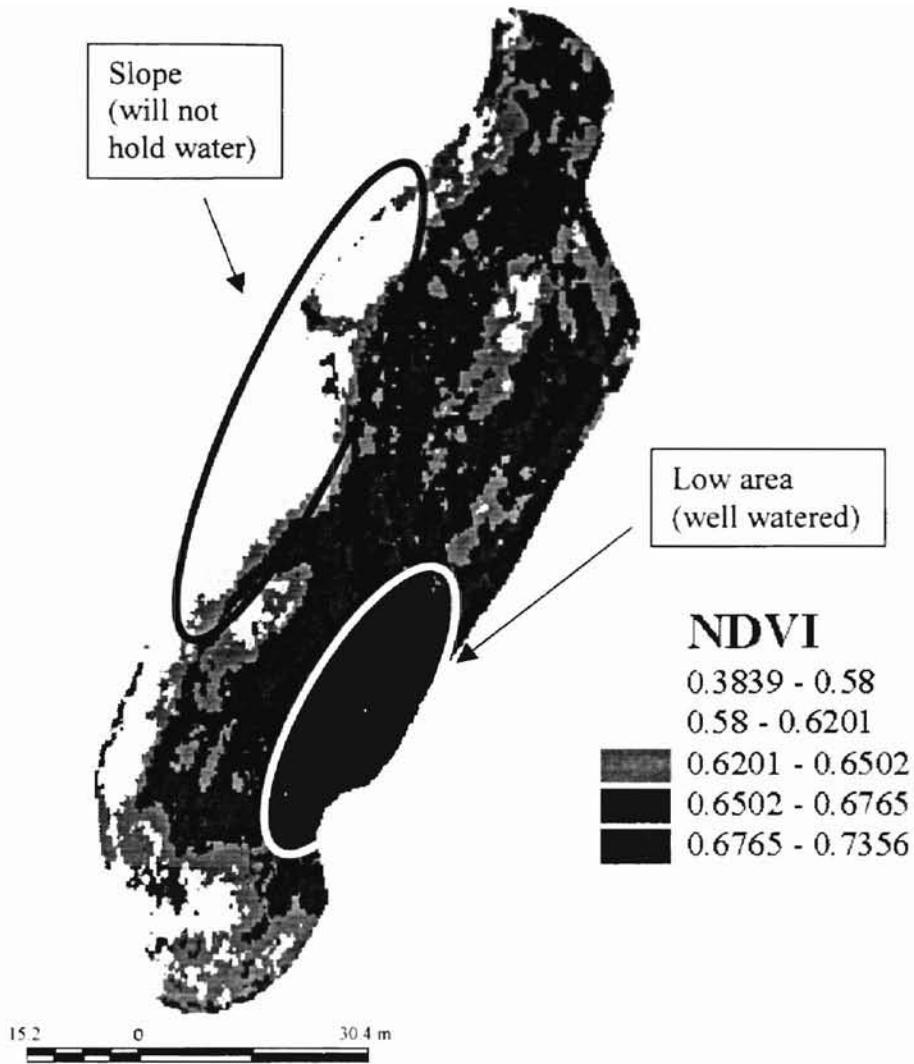 Slope
(will not
hold water)
Low area
(well watered)
NDVI
0.3839 - 0.58
0.58 - 0.6201
0.6201 - 0.6502
0.6502 - 0.6765
0.6765 - 0.7356
15.2 0 30.4 m